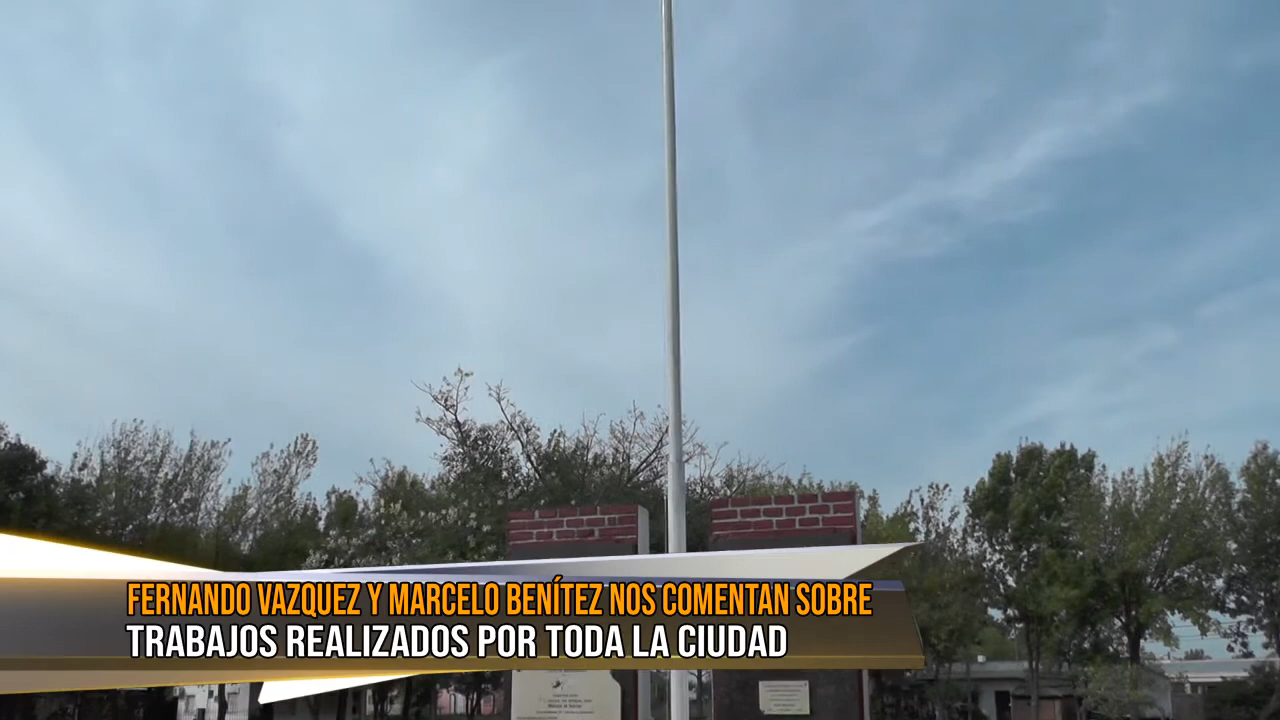 FERNANDO VAZQUEZ Y MARCELO BENÍTEZ NOS COMENTAN SOBRE
TRABAJOS REALIZADOS POR TODA LA CIUDAD